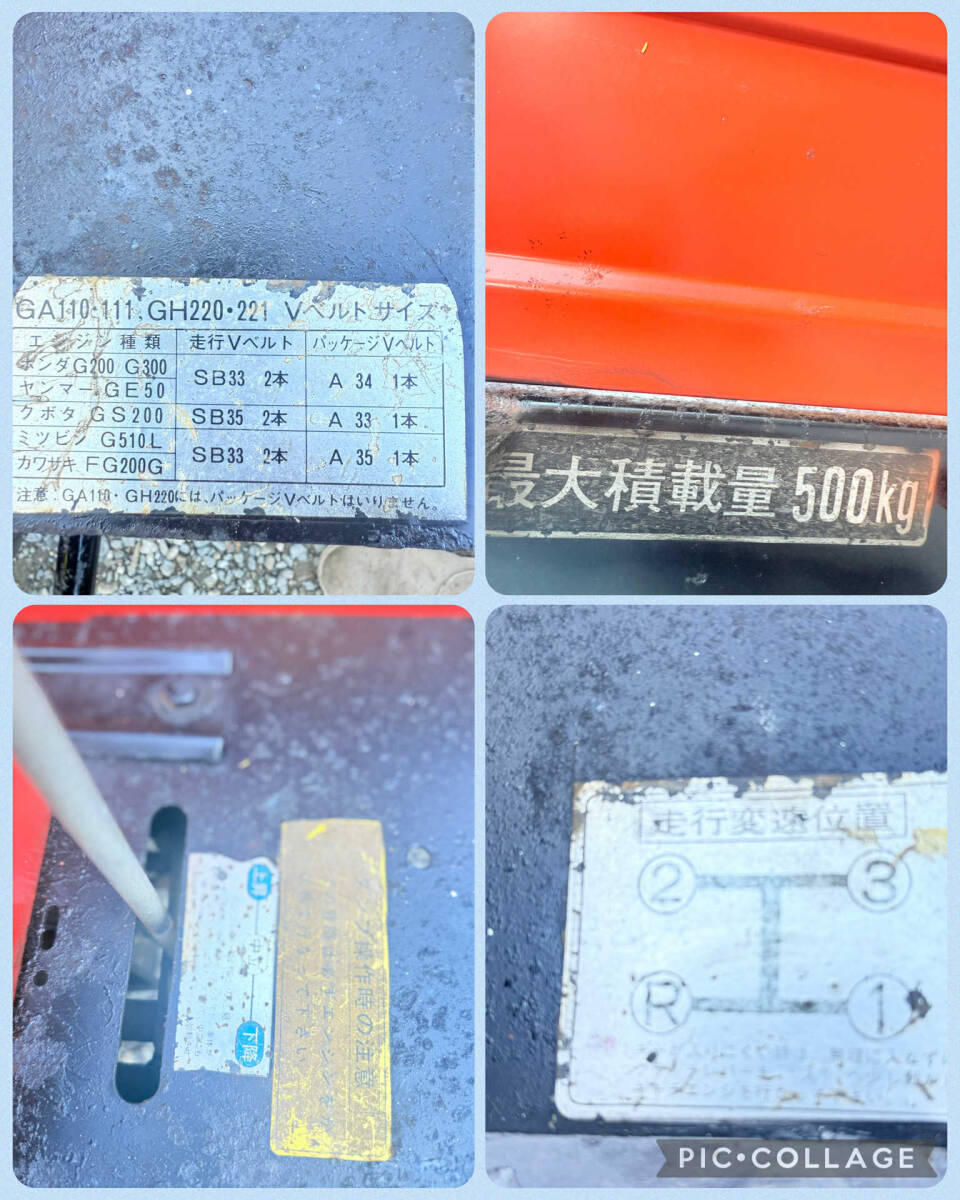 GA110・111、GH220・221 Vベルトサイズ
エンジン種類 走行Vベルト パッケージVベルト
ホンダG200 G300
ヤンマー GE50
SB33 2本 A 34 1本
クボタ GS200 SB35 2本 A 33 1本
ミツビシ G510L
カワサキ FG200G
SB33 2本 A 35 1本
注意:GA110・GH220には、パッケージVベルトはいりません。
最大積載量 500kg
上昇
中
下降
ダンプ操作時の注意
走行変速位置
2 3
R 1
PIC•COLLAGE